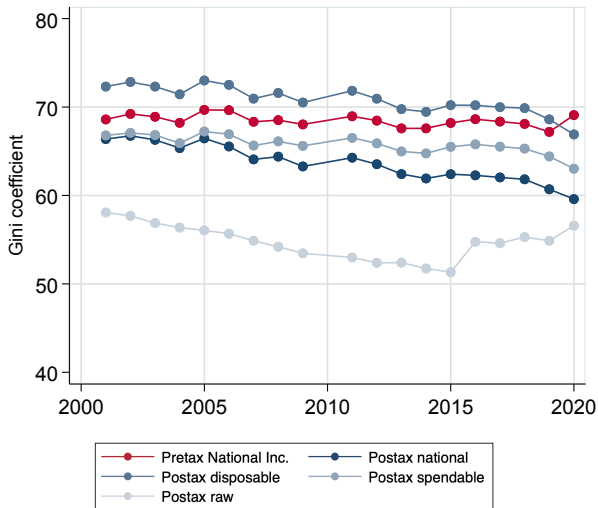 80
70
60
50
40
Gini coefficient
2000 2005 2010 2015 2020
Pretax National Inc. Postax national
Postax disposable Postax spendable
Postax raw